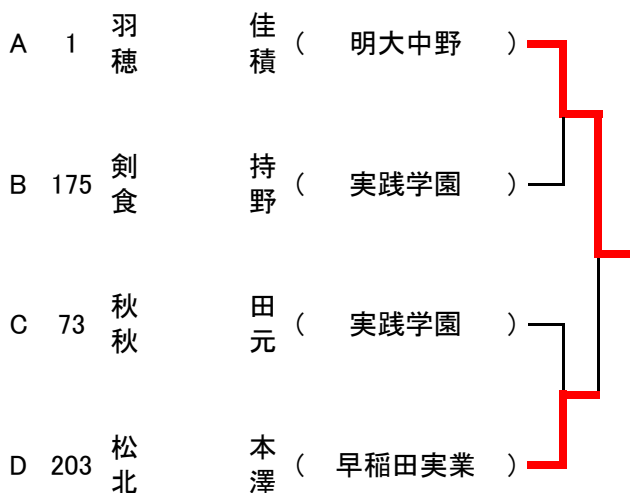 A 1 羽 佳 ( 明大中野 )
穂 積
B 175 剣 持 ( 実践学園 )
食 野
C 73 秋 田 ( 実践学園 )
秋 元
D 203 松 本 ( 早稲田実業 )
北 澤